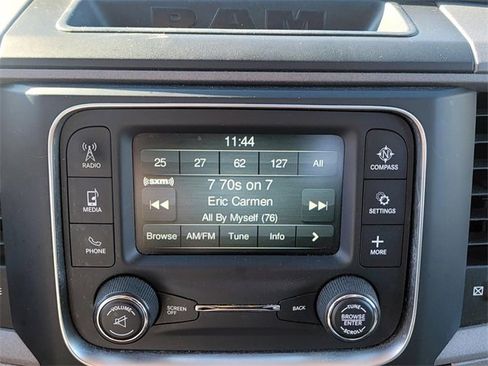 RAM
11:44
25 27 62 127 All
((sxm))
7 70s on 7
Eric Carmen
All By Myself (76)
Browse AM/FM Tune Info
RADIO
MEDIA
PHONE
COMPASS
SETTINGS
MORE
VOLUME
SCREEN OFF
BACK
TUNE
BROWSE
ENTER
SCROLL